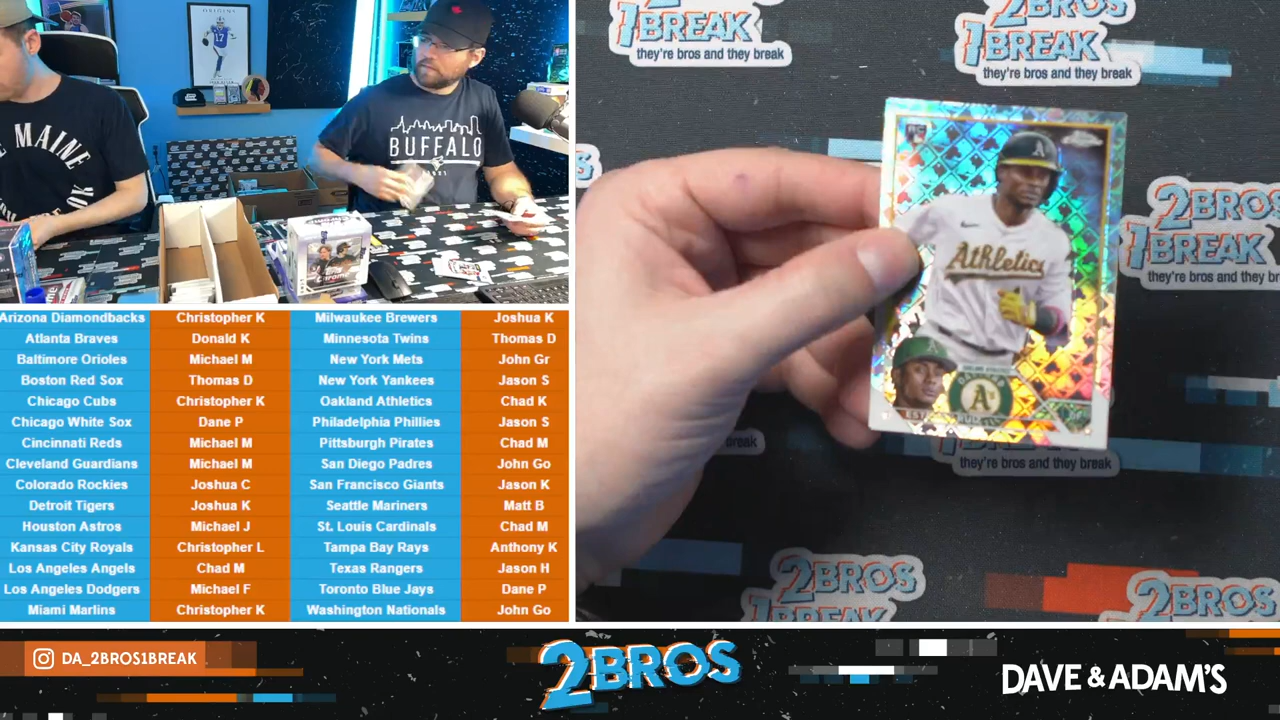 MAINE
BUFFALO
Arizona Diamondbacks Christopher K Milwaukee Brewers Joshua K
Atlanta Braves Donald K Minnesota Twins Thomas D
Baltimore Orioles Michael M New York Mets John Gr
Boston Red Sox Thomas D New York Yankees Jason S
Chicago Cubs Christopher K Oakland Athletics Chad K
Chicago White Sox Dane P Philadelphia Phillies Jason S
Cincinnati Reds Michael M Pittsburgh Pirates Chad M
Cleveland Guardians Michael M San Diego Padres John Go
Colorado Rockies Joshua C San Francisco Giants Jason K
Detroit Tigers Joshua K Seattle Mariners Matt B
Houston Astros Michael J St. Louis Cardinals Chad M
Kansas City Royals Christopher L Tampa Bay Rays Anthony K
Los Angeles Angels Chad M Texas Rangers Jason H
Los Angeles Dodgers Michael F Toronto Blue Jays Dane P
Miami Marlins Christopher K Washington Nationals John Go
2BROS
1BREAK
they're bros and they break
2BROS
1BREAK
they're bros and they break
RC
A
Athletics
A's
2BROS
1BREAK
they're bros and they br
break
they're bros and they break
2BROS
1BREAK
2BROS
DA_2BROS1BREAK
2BROS
DAVE & ADAM'S